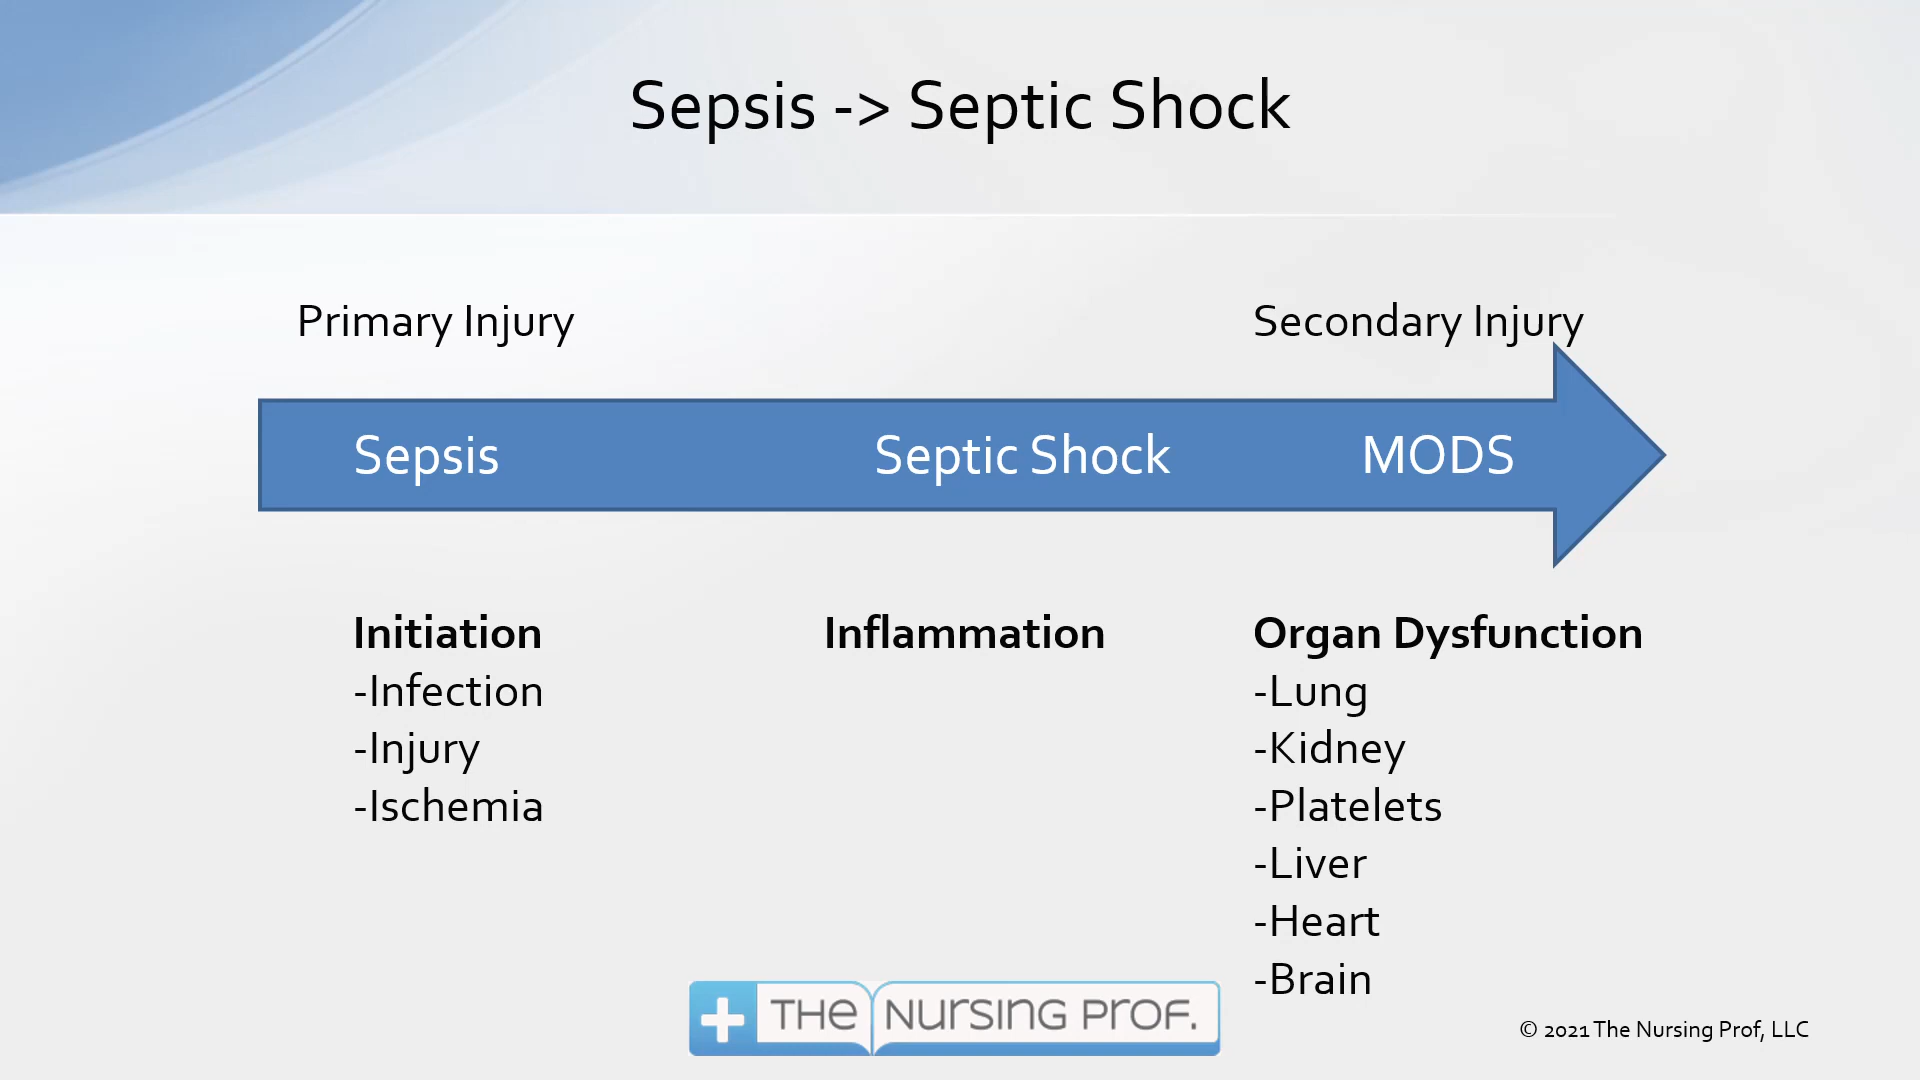 Sepsis -> Septic Shock
Primary Injury
Secondary Injury
Sepsis
Septic Shock
MODS
Initiation
-Infection
-Injury
-Ischemia
Inflammation
Organ Dysfunction
-Lung
-Kidney
-Platelets
-Liver
-Heart
-Brain
THE NURSING PROF.
© 2021 The Nursing Prof, LLC